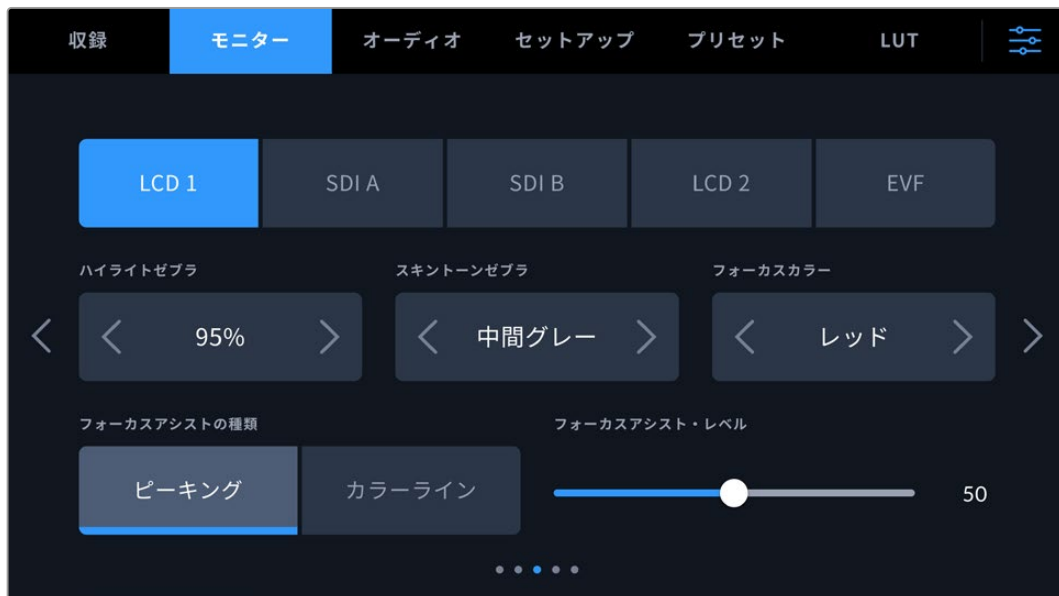 収録 モニター オーディオ セットアップ プリセット LUT
LCD 1 SDI A SDI B LCD 2 EVF
ハイライトゼブラ スキントーンゼブラ フォーカスカラー
95% 中間グレー レッド
フォーカスアシストの種類 フォーカスアシスト・レベル
ピーキング カラーライン 50